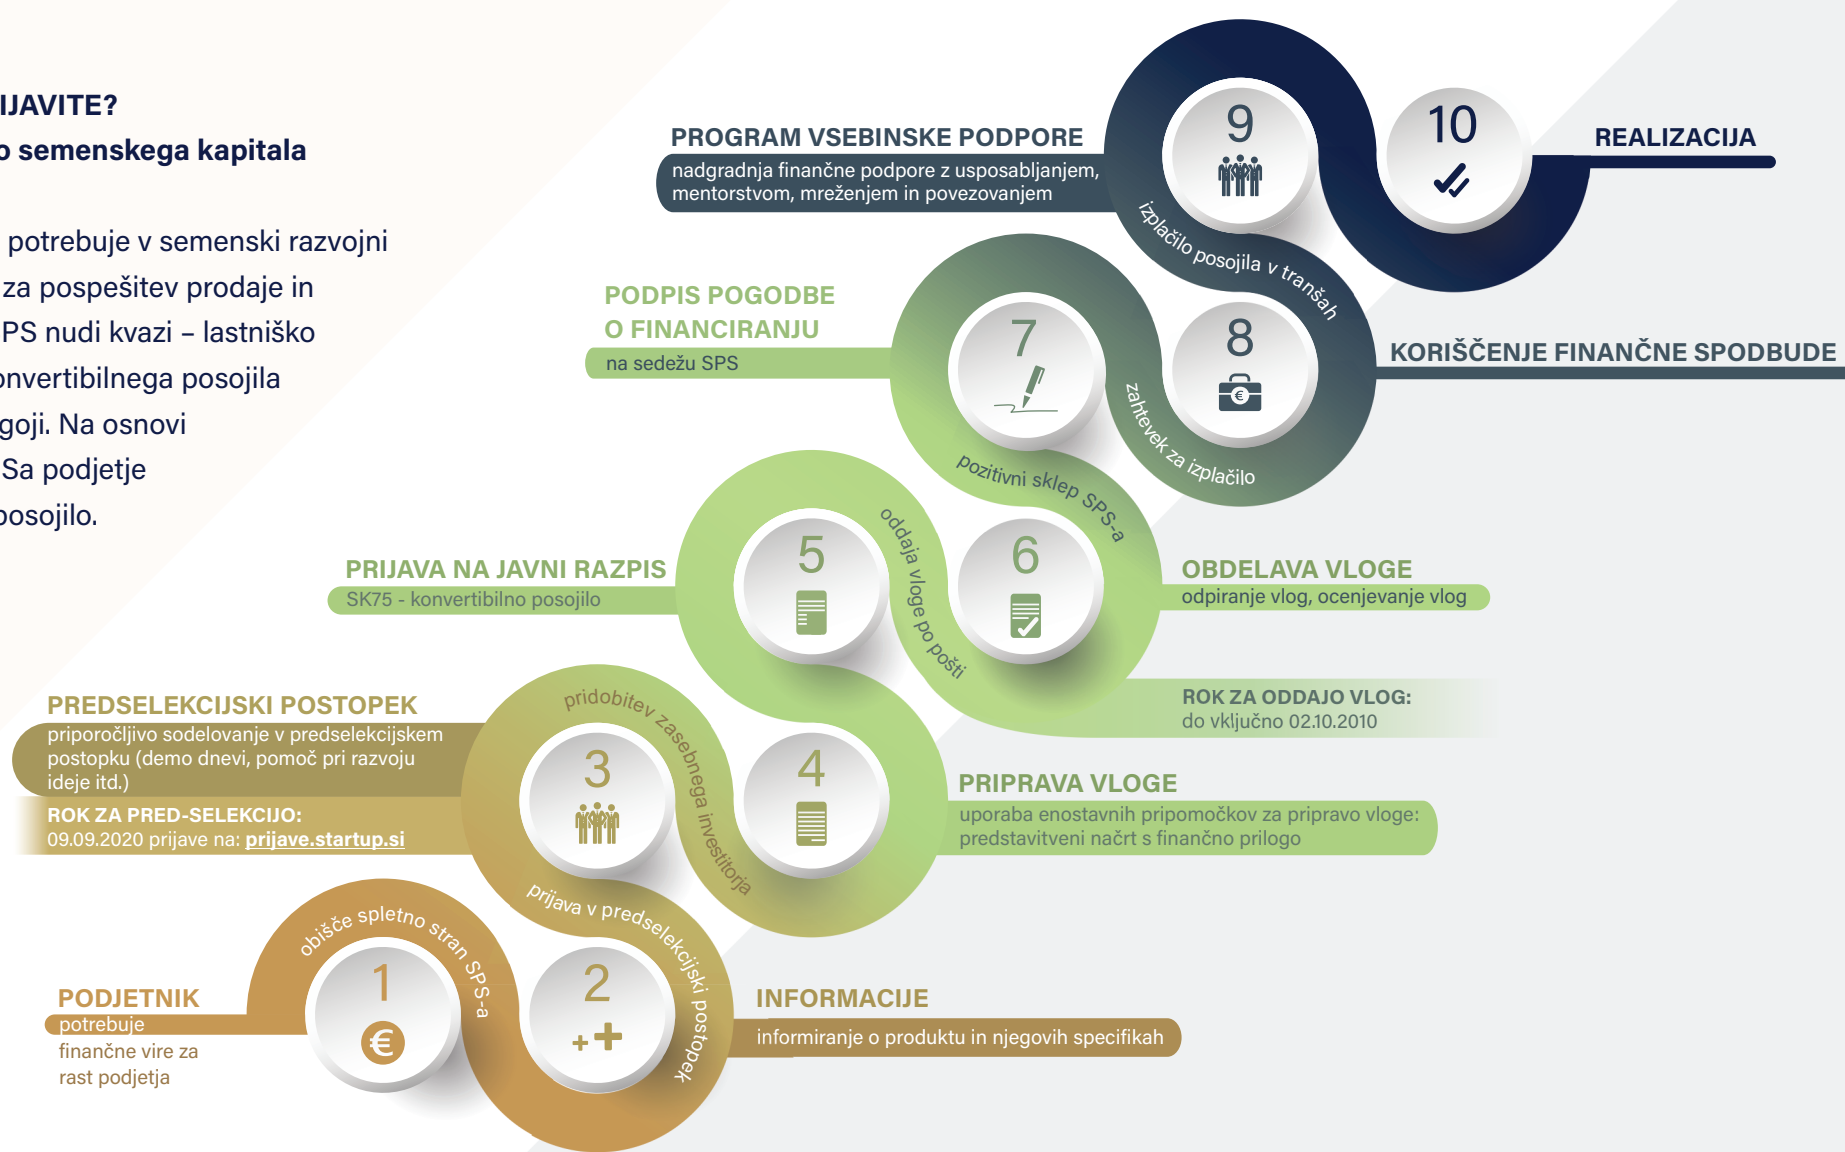 IJAVITE?
o semenskega kapitala
potrebuje v semenski razvojni
za pospešitev prodaje in
PS nudi kvazi – lastniško
onvertibilnega posojila
goji. Na osnovi
Sa podjetje
posojilo.
9
10
REALIZACIJA
PROGRAM VSEBINSKE PODPORE
nadgradnja finančne podpore z usposabljanjem,
mentorstvom, mreženjem in povezovanjem
izplačilo posojila v tranšah
PODPIS POGODBE
O FINANCIRANJU
na sedežu SPS
7
8
KORIŠČENJE FINANČNE SPODBUDE
zahtevek za izplačilo
pozitivni sklep SPS-a
PRIJAVA NA JAVNI RAZPIS
SK75 - konvertibilno posojilo
5
oddaja vloge po pošti
6
OBDELAVA VLOGE
odpiranje vlog, ocenjevanje vlog
ROK ZA ODDAJO VLOG:
do vključno 02.10.2010
PREDSELEKCIJSKI POSTOPEK
priporočljivo sodelovanje v predselekcijskem
postopku (demo dnevi, pomoč pri razvoju
ideje itd.)
ROK ZA PRED-SELEKCIJO:
09.09.2020 prijave na: prijave.startup.si
3
pridobitev zasebnega investitorja
4
PRIPRAVA VLOGE
uporaba enostavnih pripomočkov za pripravo vloge:
predstavitveni načrt s finančno prilogo
prijava v predselekcijski postopek
obišče spletno stran SPS-a
PODJETNIK
potrebuje
finančne vire za
rast podjetja
1
€
2
INFORMACIJE
informiranje o produktu in njegovih specifikah